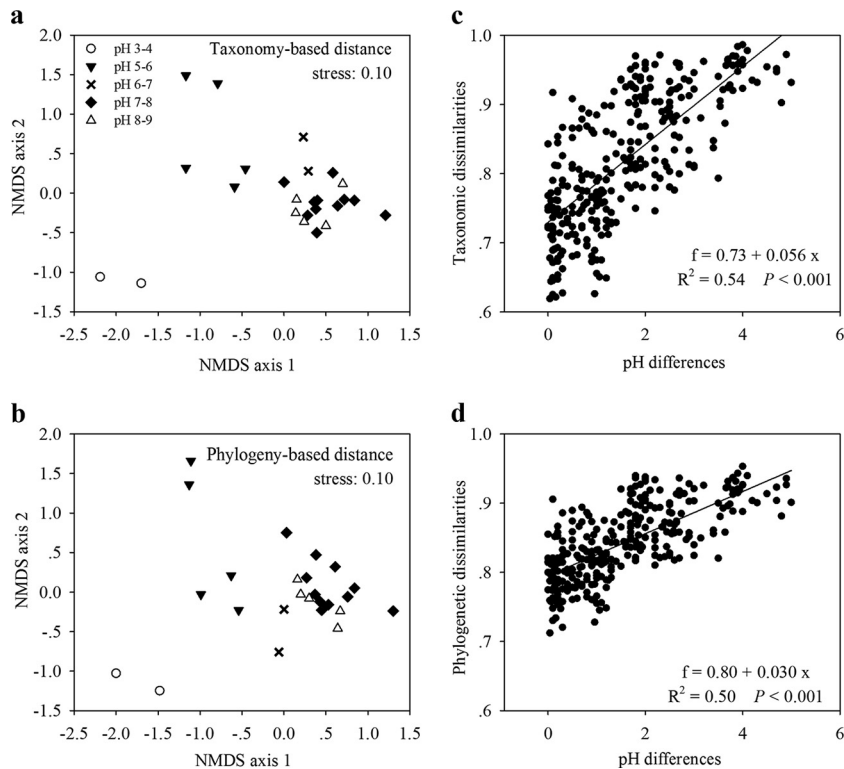 a
2.0
1.5
1.0
.5
0.0
-.5
-1.0
-1.5
NMDS axis 2
pH 3-4
pH 5-6
pH 6-7
pH 7-8
pH 8-9
Taxonomy-based distance
stress: 0.10
-2.5 -2.0 -1.5 -1.0 -.5 0.0 .5 1.0 1.5
NMDS axis 1
c
1.0
.9
.8
.7
.6
Taxonomic dissimilarities
f = 0.73 + 0.056 x
R² = 0.54 P < 0.001
0 2 4 6
pH differences
b
2.0
1.5
1.0
.5
0.0
-.5
-1.0
-1.5
NMDS axis 2
Phylogeny-based distance
stress: 0.10
-2.5 -2.0 -1.5 -1.0 -.5 0.0 .5 1.0 1.5
NMDS axis 1
d
1.0
.9
.8
.7
.6
Phylogenetic dissimilarities
f = 0.80 + 0.030 x
R² = 0.50 P < 0.001
0 2 4 6
pH differences